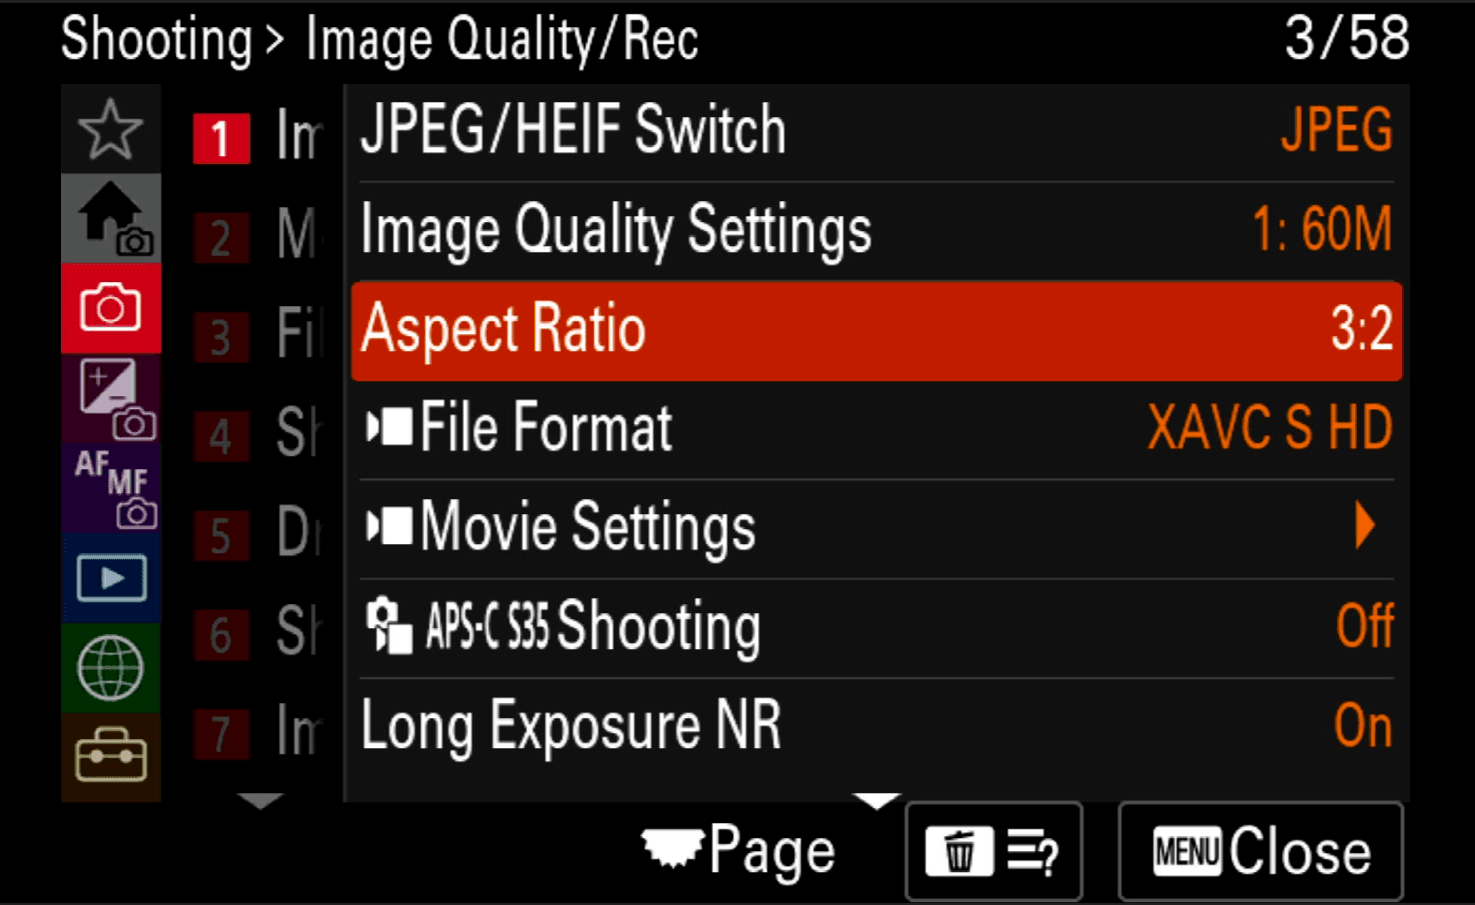 Shooting > Image Quality/Rec
3/58
1 Im
2 M
3 Fil
4 Sh
5 Dr
6 Sh
7 Im
AF MF
JPEG/HEIF Switch JPEG
Image Quality Settings 1: 60M
Aspect Ratio 3:2
File Format XAVC S HD
Movie Settings
APS-C S35 Shooting Off
Long Exposure NR On
Page
?
MENU Close